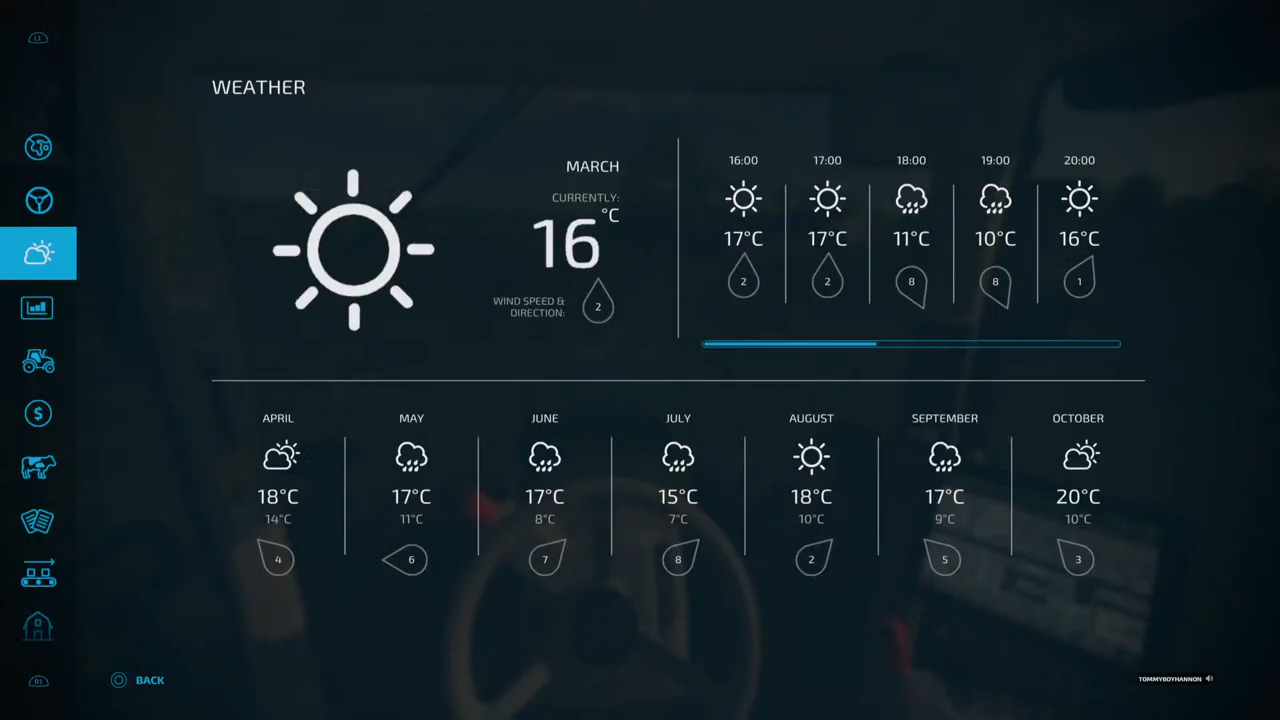 L1
WEATHER
MARCH
CURRENTLY:
16 °C
WIND SPEED &
DIRECTION:
2
16:00 17:00 18:00 19:00 20:00
17°C 17°C 11°C 10°C 16°C
2 2 8 8 1
APRIL MAY JUNE JULY AUGUST SEPTEMBER OCTOBER
18°C 17°C 17°C 15°C 18°C 17°C 20°C
14°C 11°C 8°C 7°C 10°C 9°C 10°C
4 6 7 8 2 5 3
$
R1
BACK
TOMMYBOYHANNON